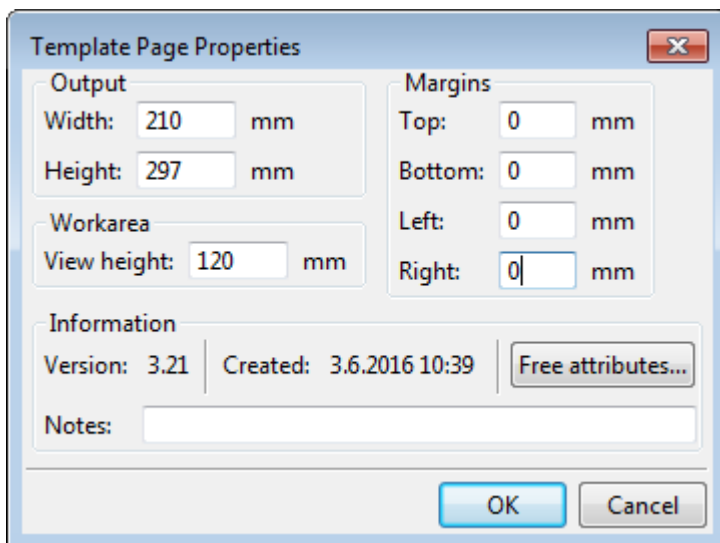 Template Page Properties
Output
Width: 210 mm
Height: 297 mm
Margins
Top: 0 mm
Bottom: 0 mm
Left: 0 mm
Right: 0 mm
Workarea
View height: 120 mm
Information
Version: 3.21 Created: 3.6.2016 10:39 Free attributes...
Notes:
OK Cancel